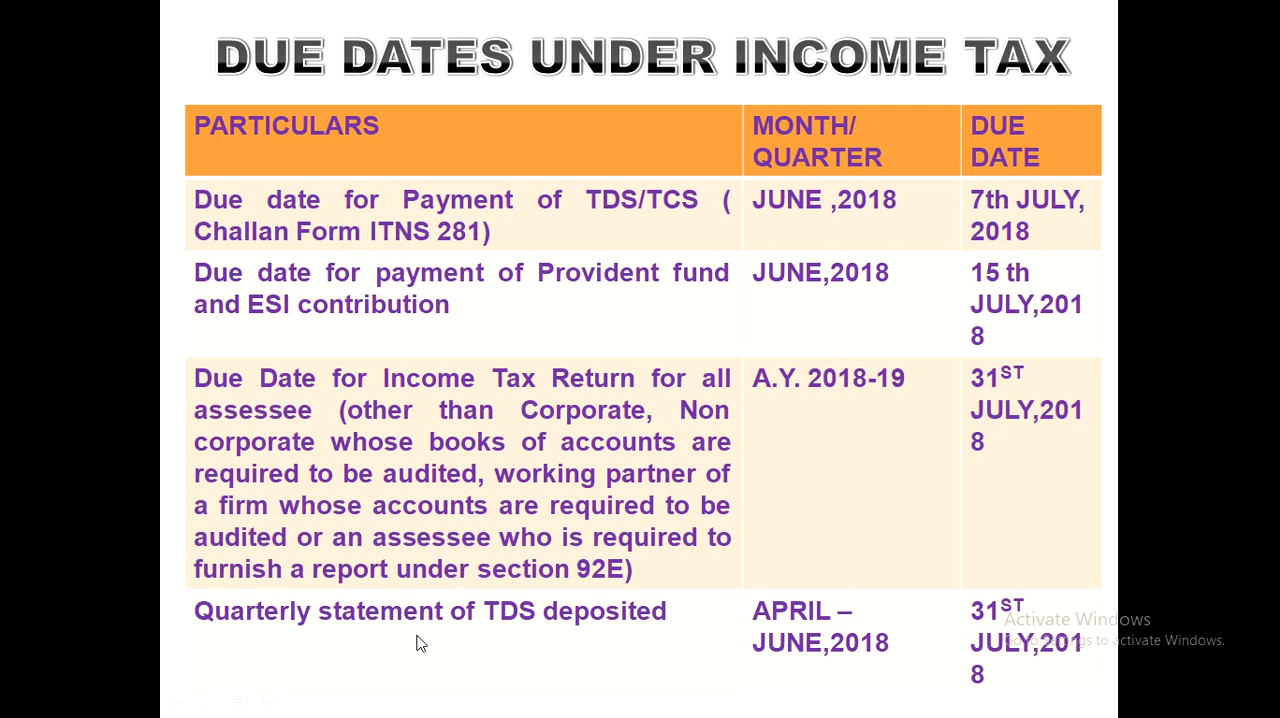 DUE DATES UNDER INCOME TAX
PARTICULARS
MONTH/
QUARTER
DUE
DATE
Due date for Payment of TDS/TCS (
Challan Form ITNS 281)
JUNE ,2018
7th JULY,
2018
Due date for payment of Provident fund
and ESI contribution
JUNE,2018
15 th
JULY,201
8
Due Date for Income Tax Return for all
assessee (other than Corporate, Non
corporate whose books of accounts are
required to be audited, working partner of
a firm whose accounts are required to be
audited or an assessee who is required to
furnish a report under section 92E)
A.Y. 2018-19
31ST
JULY,201
8
Quarterly statement of TDS deposited
APRIL –
JUNE,2018
31ST
JULY,201
8
Activate Windows
Go to Settings to activate Windows.